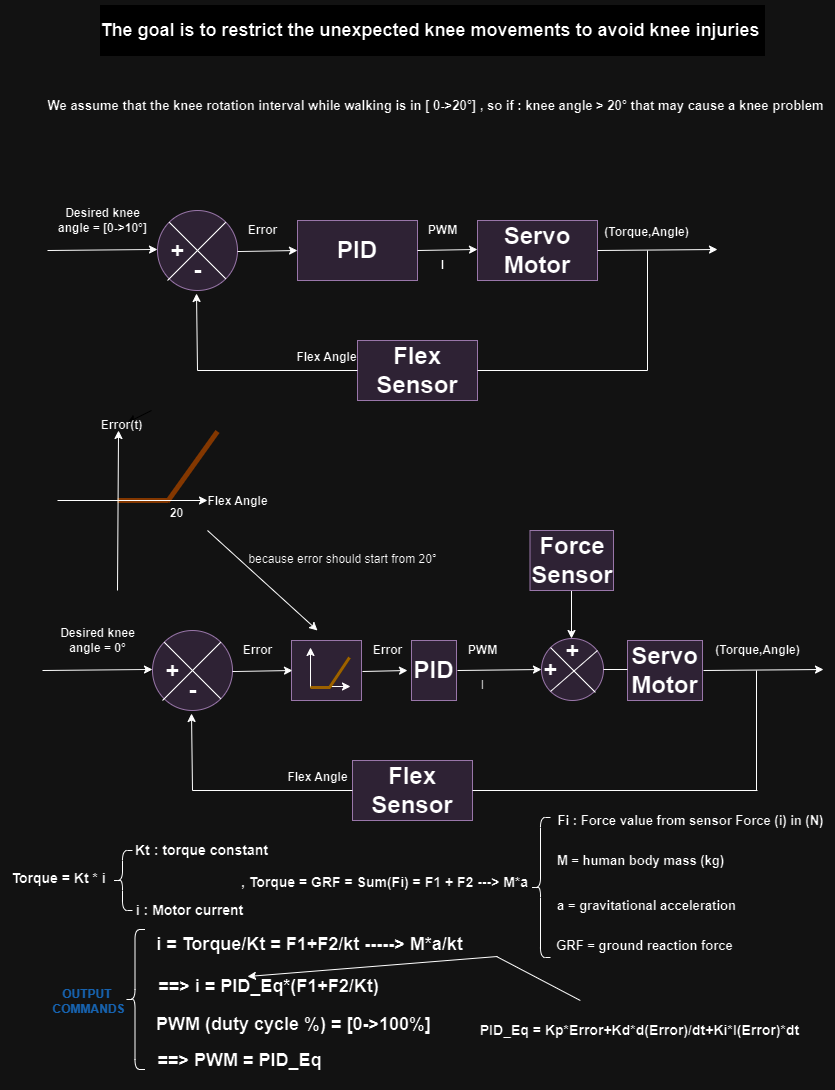 The goal is to restrict the unexpected knee movements to avoid knee injuries
We assume that the knee rotation interval while walking is in [ 0->20°] , so if : knee angle > 20° that may cause a knee problem
Desired knee
angle = [0->10°]
+
-
Error
PID
PWM
I
Servo
Motor
(Torque,Angle)
Flex Angle
Flex
Sensor
Error(t)
Flex Angle
20
because error should start from 20°
Force
Sensor
Desired knee
angle = 0°
+
-
Error
Error
PID
PWM
I
+
+
Servo
Motor
(Torque,Angle)
Flex Angle
Flex
Sensor
Torque = Kt * i
Kt : torque constant
i : Motor current
, Torque = GRF = Sum(Fi) = F1 + F2 ---> M*a
Fi : Force value from sensor Force (i) in (N)
M = human body mass (kg)
a = gravitational acceleration
GRF = ground reaction force
OUTPUT
COMMANDS
i = Torque/Kt = F1+F2/kt -----> M*a/kt
==> i = PID_Eq*(F1+F2/Kt)
PWM (duty cycle %) = [0->100%]
==> PWM = PID_Eq
PID_Eq = Kp*Error+Kd*d(Error)/dt+Ki*I(Error)*dt